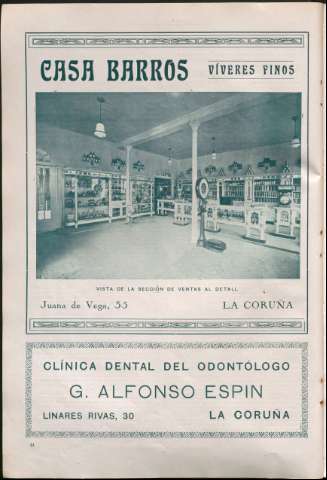 CASA BARROS VÍVERES FINOS
VISTA DE LA SECCIÓN DE VENTAS AL DETALL
Juana de Vega, 33 LA CORUÑA
CLÍNICA DENTAL DEL ODONTÓLOGO
G. ALFONSO ESPIN
LINARES RIVAS, 30 LA CORUÑA